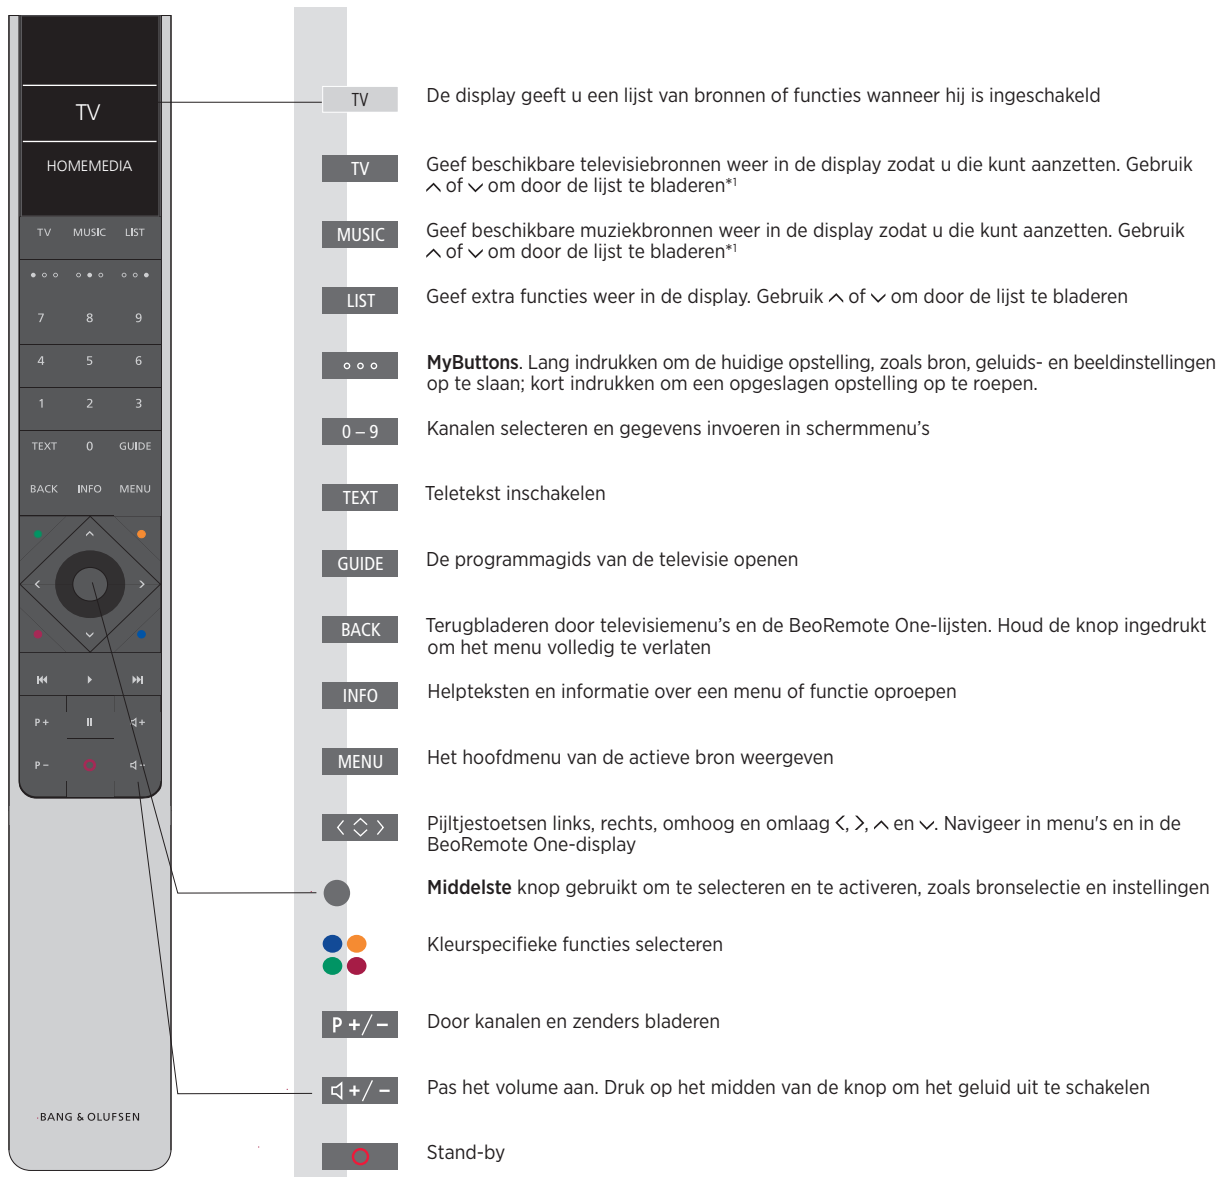 TV
HOMEMEDIA
TV MUSIC LIST
7 8 9
4 5 6
1 2 3
TEXT 0 GUIDE
BACK INFO MENU
P+ +
P– –
BANG & OLUFSEN
TV De display geeft u een lijst van bronnen of functies wanneer hij is ingeschakeld
TV Geef beschikbare televisiebronnen weer in de display zodat u die kunt aanzetten. Gebruik
of om door de lijst te bladeren*1
MUSIC Geef beschikbare muziekbronnen weer in de display zodat u die kunt aanzetten. Gebruik
of om door de lijst te bladeren*1
LIST Geef extra functies weer in de display. Gebruik of om door de lijst te bladeren
MyButtons. Lang indrukken om de huidige opstelling, zoals bron, geluids- en beeldinstellingen
op te slaan; kort indrukken om een opgeslagen opstelling op te roepen.
0 – 9 Kanalen selecteren en gegevens invoeren in schermmenu’s
TEXT Teletekst inschakelen
GUIDE De programmagids van de televisie openen
BACK Terugbladeren door televisiemenu’s en de BeoRemote One-lijsten. Houd de knop ingedrukt
om het menu volledig te verlaten
INFO Helpteksten en informatie over een menu of functie oproepen
MENU Het hoofdmenu van de actieve bron weergeven
Pijltjestoetsen links, rechts, omhoog en omlaag , , en . Navigeer in menu's en in de
BeoRemote One-display
Middelste knop gebruikt om te selecteren en te activeren, zoals bronselectie en instellingen
Kleurspecifieke functies selecteren
P +/– Door kanalen en zenders bladeren
+/– Pas het volume aan. Druk op het midden van de knop om het geluid uit te schakelen
Stand-by